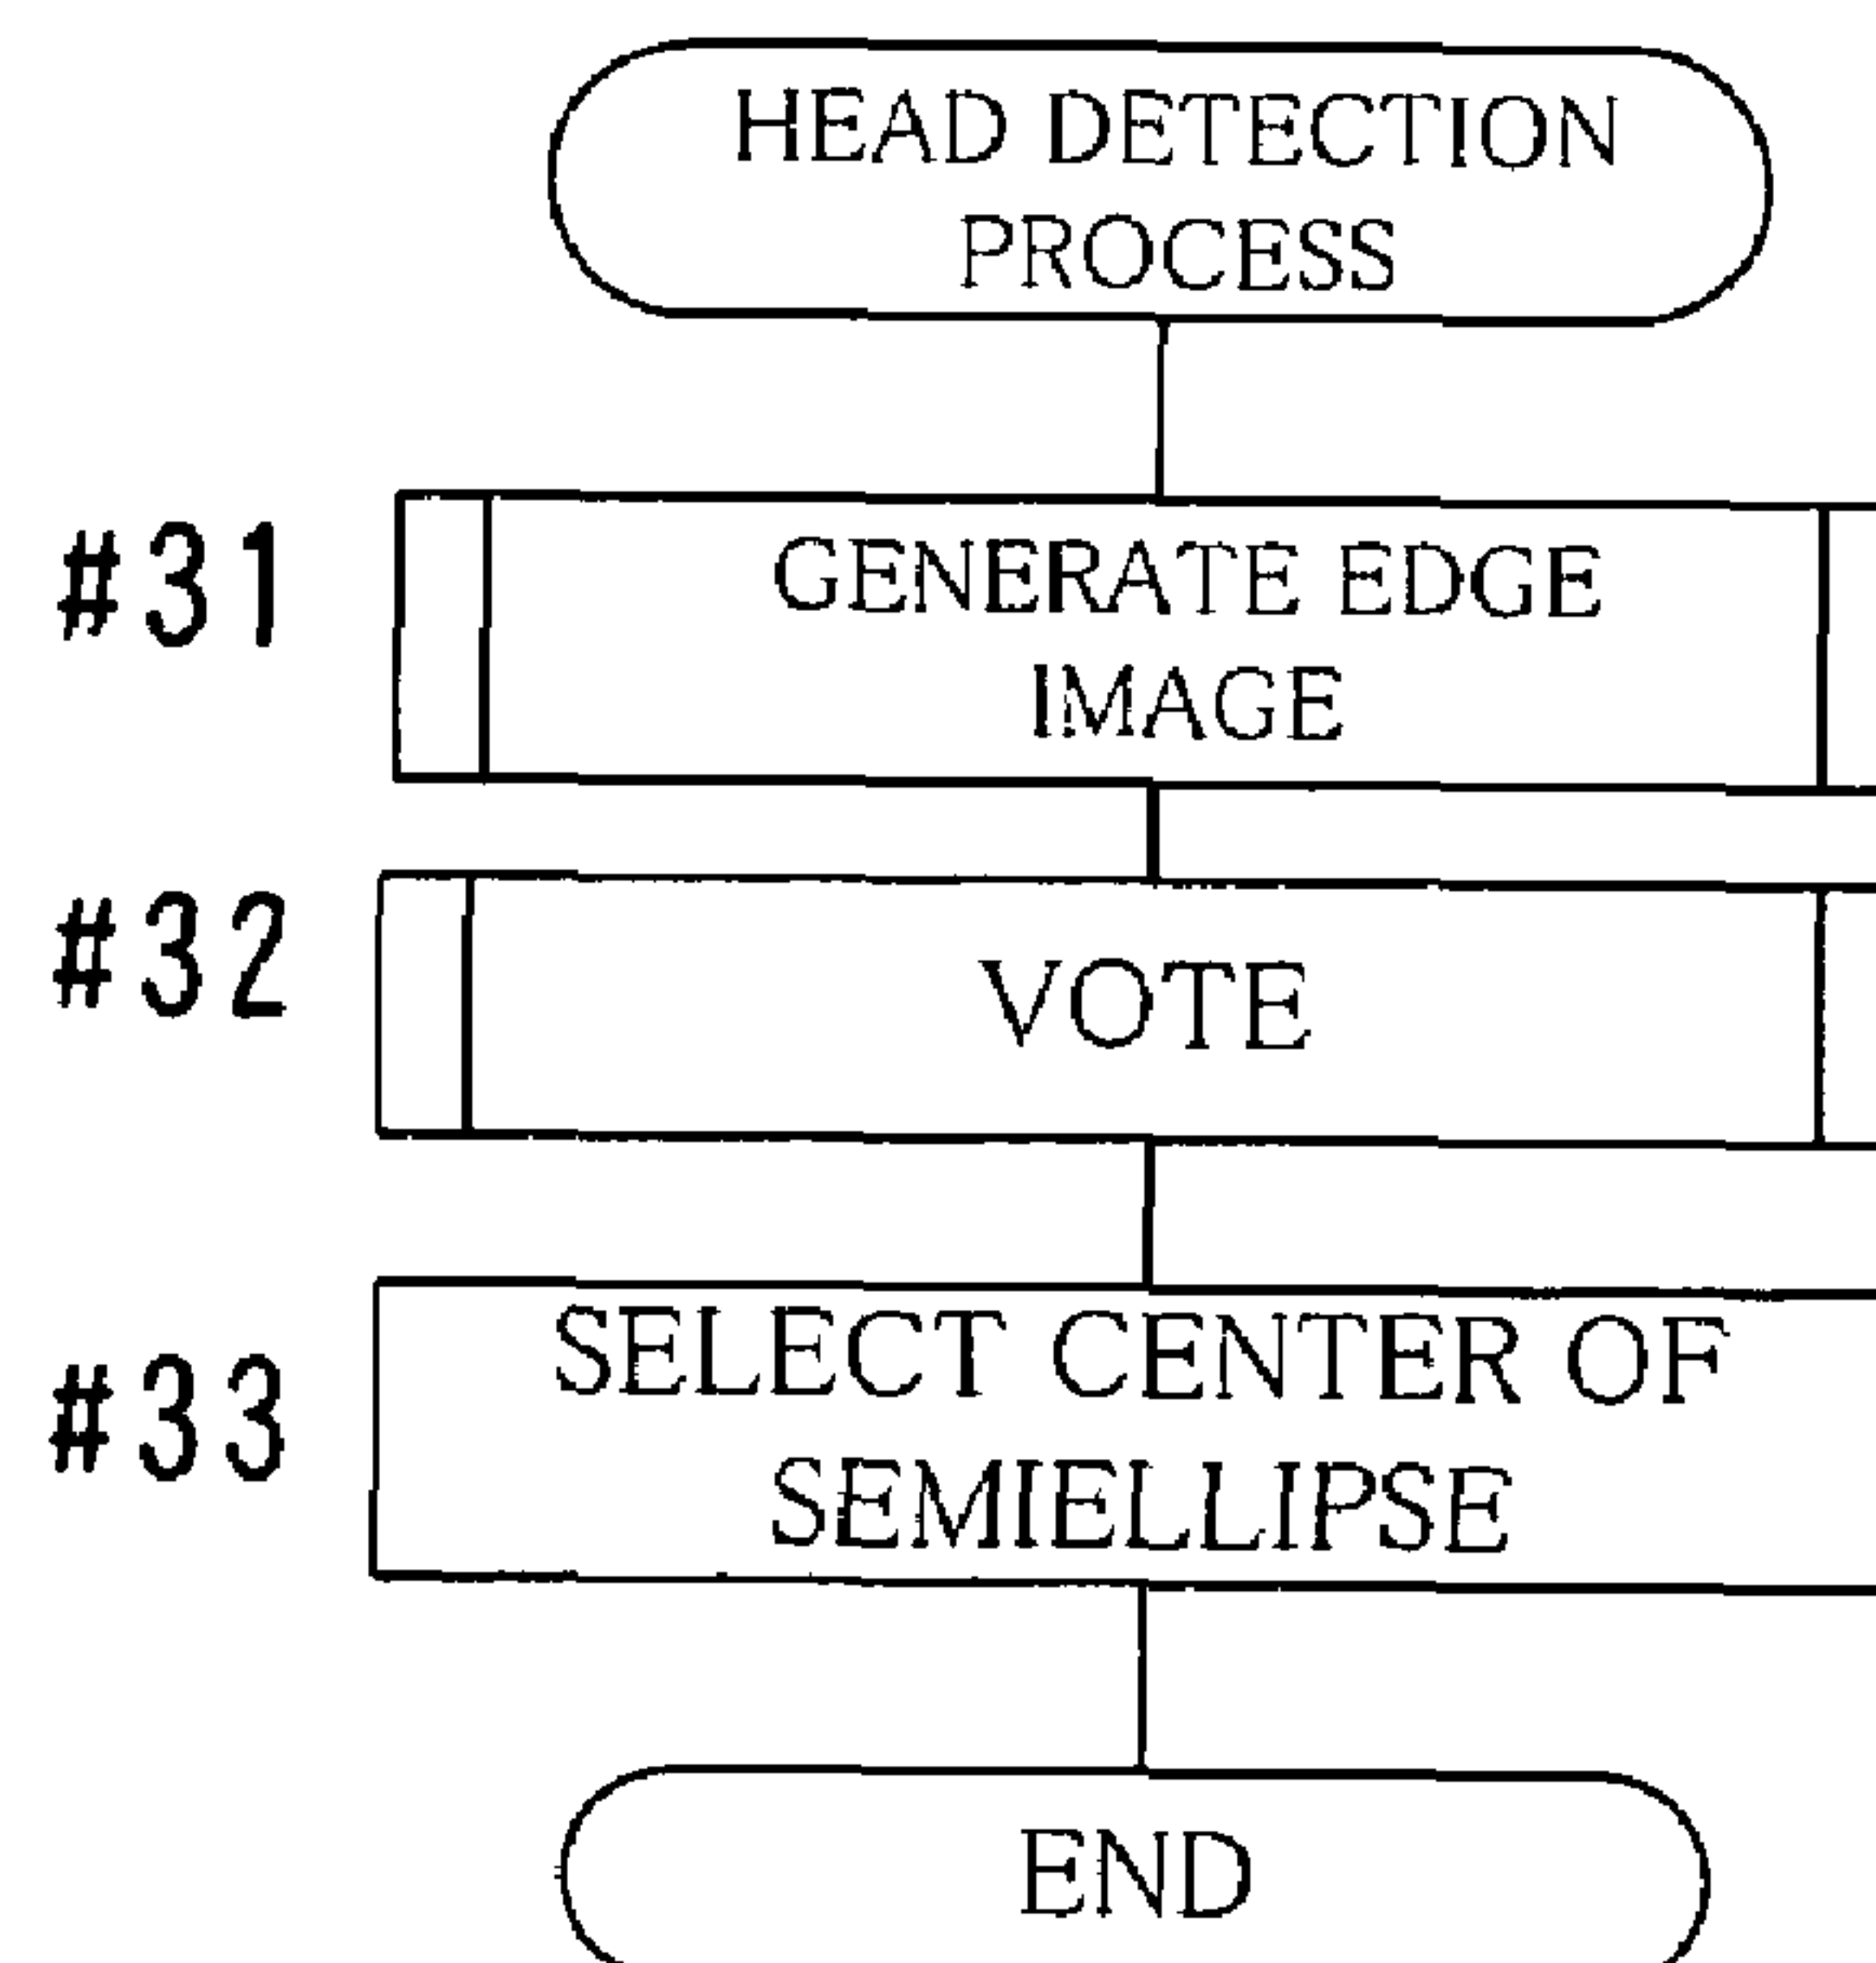 HEAD DETECTION
PROCESS
#31
GENERATE EDGE
IMAGE
#32
VOTE
#33
SELECT CENTER OF
SEMIELLIPSE
END